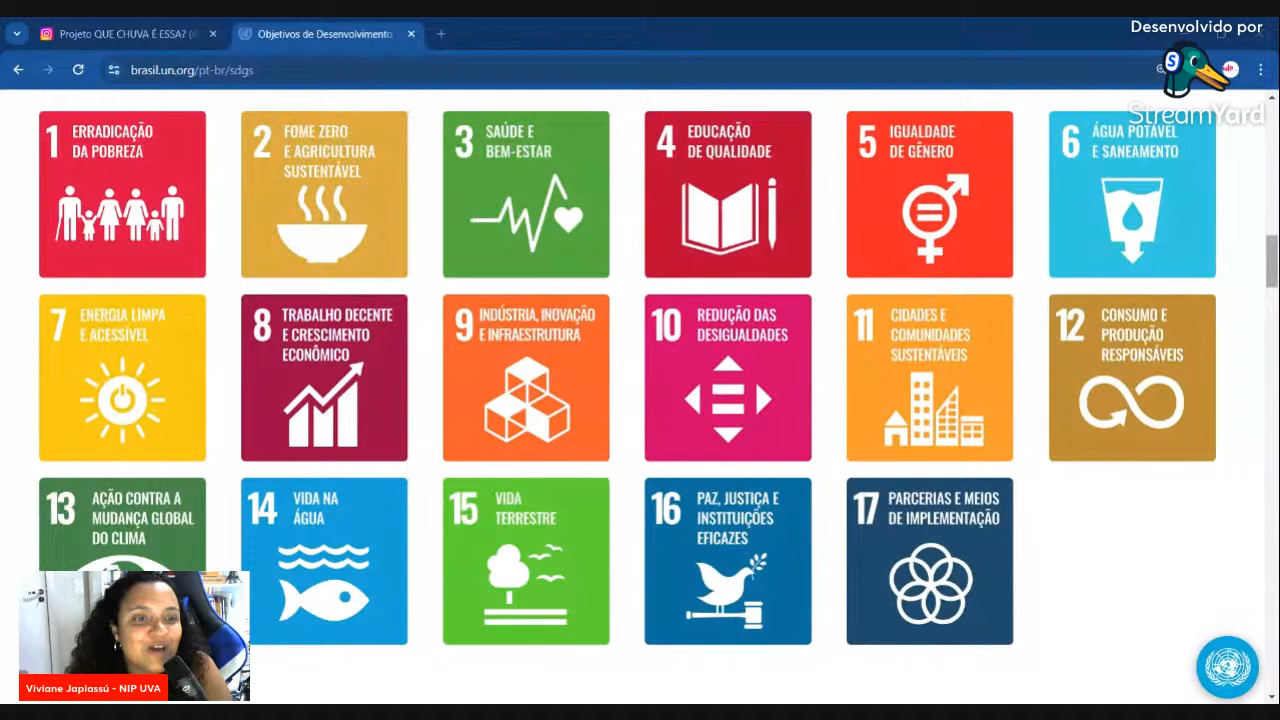 Projeto QUE CHUVA É ESSA? (
Objetivos de Desenvolvimento
Desenvolvido por
StreamYard
brasil.un.org/pt-br/sdgs
1 ERRADICAÇÃO
DA POBREZA
2 FOME ZERO
E AGRICULTURA
SUSTENTÁVEL
3 SAÚDE E
BEM-ESTAR
4 EDUCAÇÃO
DE QUALIDADE
5 IGUALDADE
DE GÊNERO
6 ÁGUA POTÁVEL
E SANEAMENTO
7 ENERGIA LIMPA
E ACESSÍVEL
8 TRABALHO DECENTE
E CRESCIMENTO
ECONÔMICO
9 INDÚSTRIA, INOVAÇÃO
E INFRAESTRUTURA
10 REDUÇÃO DAS
DESIGUALDADES
11 CIDADES E
COMUNIDADES
SUSTENTÁVEIS
12 CONSUMO E
PRODUÇÃO
RESPONSÁVEIS
13 AÇÃO CONTRA A
MUDANÇA GLOBAL
DO CLIMA
14 VIDA NA
ÁGUA
15 VIDA
TERRESTRE
16 PAZ, JUSTIÇA E
INSTITUIÇÕES
EFICAZES
17 PARCERIAS E MEIOS
DE IMPLEMENTAÇÃO
Viviane Japiassú - NIP UVA